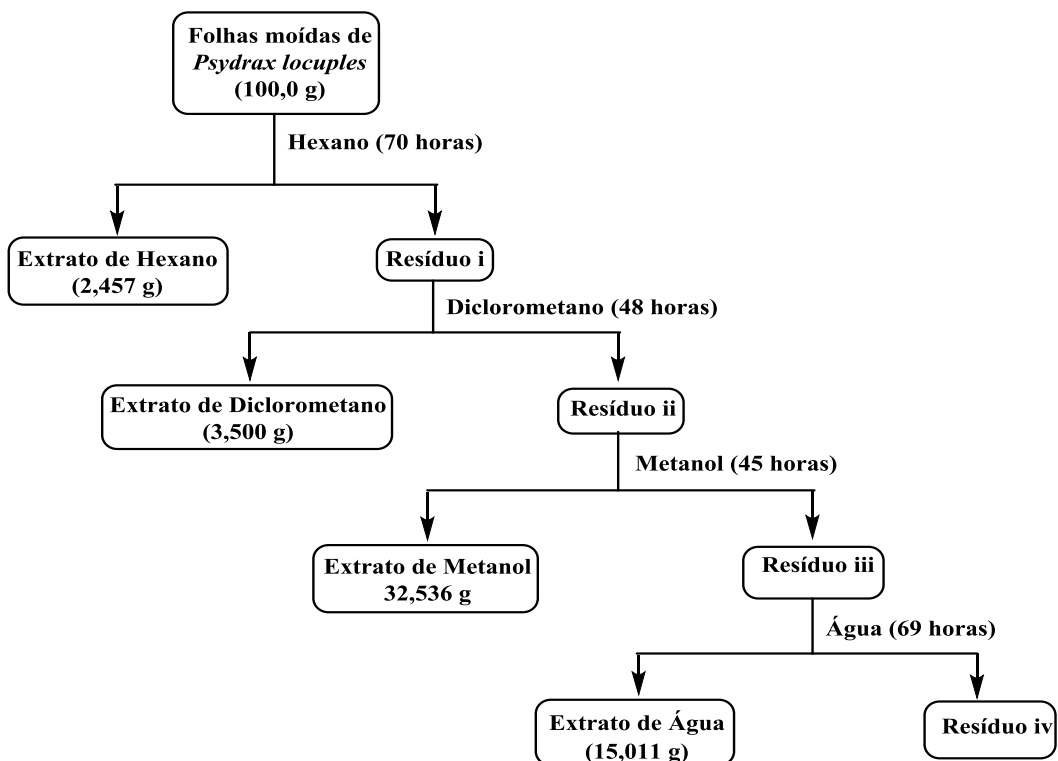 Folhas moídas de
Psydrax locuples
(100,0 g)
Hexano (70 horas)
Extrato de Hexano
(2,457 g)
Resíduo i
Diclorometano (48 horas)
Extrato de Diclorometano
(3,500 g)
Resíduo ii
Metanol (45 horas)
Extrato de Metanol
32,536 g
Resíduo iii
Água (69 horas)
Extrato de Água
(15,011 g)
Resíduo iv